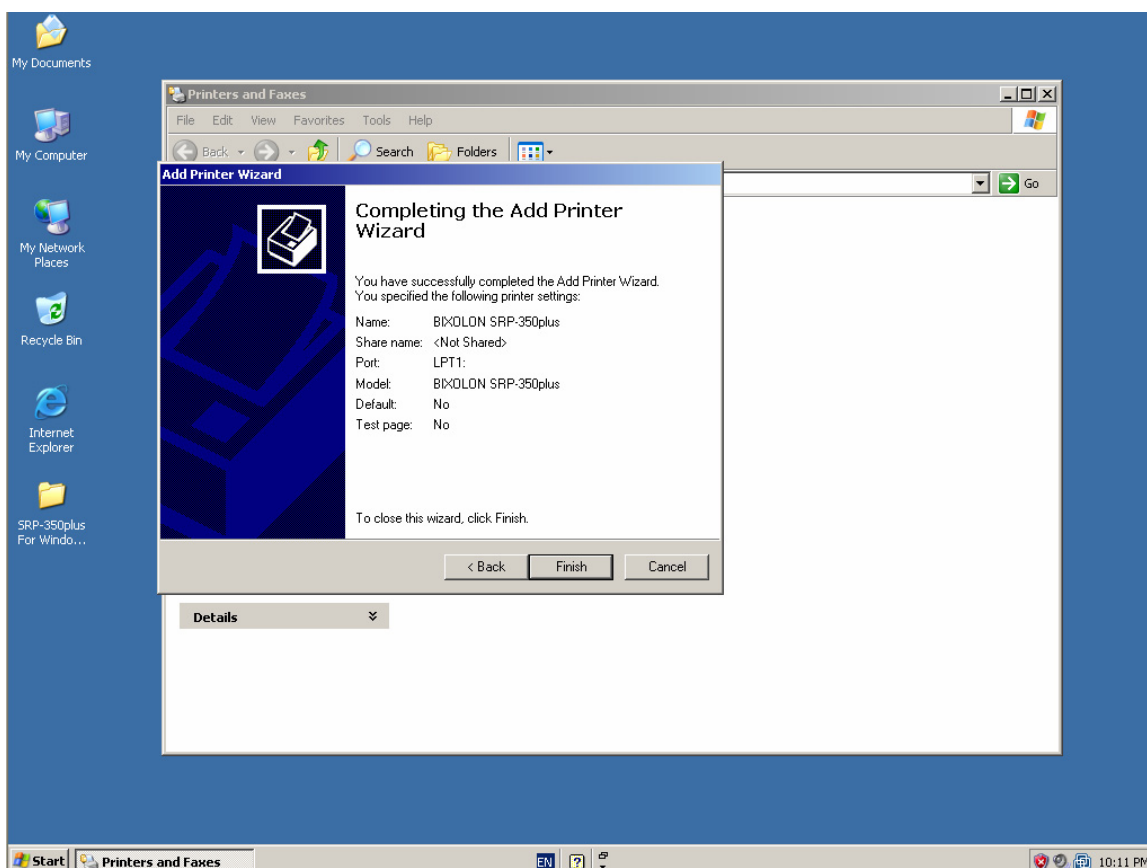 My Documents
My Computer
My Network
Places
Recycle Bin
Internet
Explorer
SRP-350plus
For Windo...
Printers and Faxes
File Edit View Favorites Tools Help
Back Search Folders
Go
Add Printer Wizard
Completing the Add Printer
Wizard
You have successfully completed the Add Printer Wizard.
You specified the following printer settings:
Name: BIXOLON SRP-350plus
Share name: <Not Shared>
Port: LPT1:
Model: BIXOLON SRP-350plus
Default: No
Test page: No
To close this wizard, click Finish.
< Back Finish Cancel
Details
Start Printers and Faxes EN ? 10:11 PM